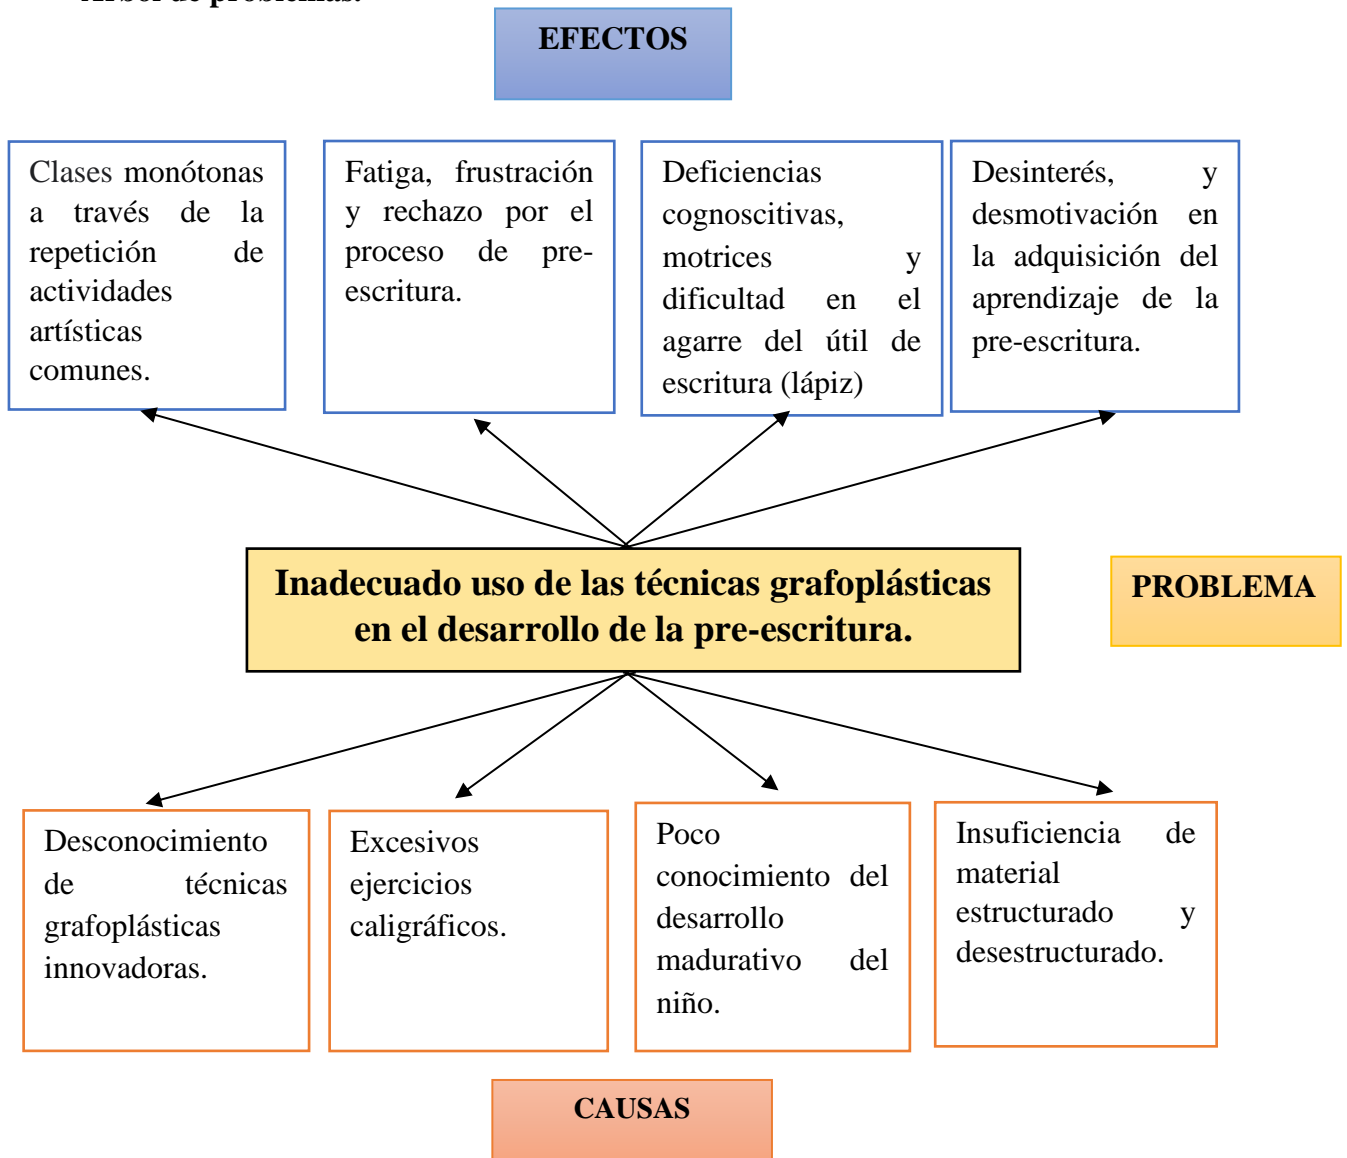 Árbol de problemas.
EFECTOS
Clases monótonas
a través de la
repetición de
actividades
artísticas
comunes.
Fatiga, frustración
y rechazo por el
proceso de pre-
escritura.
Deficiencias
cognoscitivas,
motrices y
dificultad en el
agarre del útil de
escritura (lápiz)
Desinterés, y
desmotivación en
la adquisición del
aprendizaje de la
pre-escritura.
Inadecuado uso de las técnicas grafoplásticas
en el desarrollo de la pre-escritura.
PROBLEMA
Desconocimiento
de técnicas
grafoplásticas
innovadoras.
Excesivos
ejercicios
caligráficos.
Poco
conocimiento del
desarrollo
madurativo del
niño.
Insuficiencia de
material
estructurado y
desestructurado.
CAUSAS